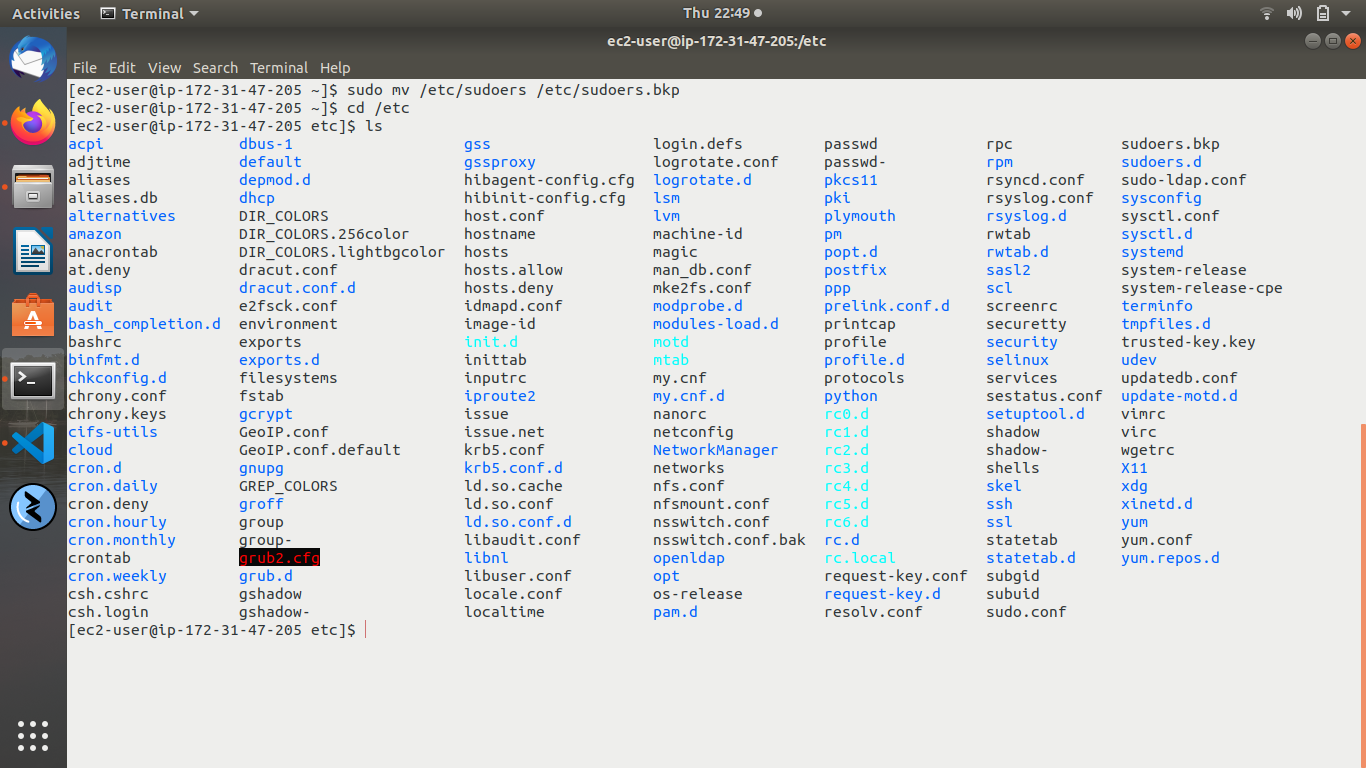 Activities Terminal Thu 22:49
ec2-user@ip-172-31-47-205:/etc
File Edit View Search Terminal Help
[ec2-user@ip-172-31-47-205 ~]$ sudo mv /etc/sudoers /etc/sudoers.bkp
[ec2-user@ip-172-31-47-205 ~]$ cd /etc
[ec2-user@ip-172-31-47-205 etc]$ ls
acpi dbus-1 gss login.defs passwd rpc sudoers.bkp
adjtime default gssproxy logrotate.conf passwd- rpm sudoers.d
aliases depmod.d hibagent-config.cfg logrotate.d pkcs11 rsyncd.conf sudo-ldap.conf
aliases.db dhcp hibinit-config.cfg lsm pki rsyslog.conf sysconfig
alternatives DIR_COLORS host.conf lvm plymouth rsyslog.d sysctl.conf
amazon DIR_COLORS.256color hostname machine-id pm rwtab sysctl.d
anacrontab DIR_COLORS.lightbgcolor hosts magic popt.d rwtab.d systemd
at.deny dracut.conf hosts.allow man_db.conf postfix sasl2 system-release
audisp dracut.conf.d hosts.deny mke2fs.conf ppp scl system-release-cpe
audit e2fsck.conf idmapd.conf modprobe.d prelink.conf.d screenrc terminfo
bash_completion.d environment image-id modules-load.d printcap securetty tmpfiles.d
bashrc exports init.d motd profile security trusted-key.key
binfmt.d exports.d inittab mtab profile.d selinux udev
chkconfig.d filesystems inputrc my.cnf protocols services updatedb.conf
chrony.conf fstab iproute2 my.cnf.d python sestatus.conf update-motd.d
chrony.keys gcrypt issue nanorc rc0.d setuptool.d vimrc
cifs-utils GeoIP.conf issue.net netconfig rc1.d shadow virc
cloud GeoIP.conf.default krb5.conf NetworkManager rc2.d shadow- wgetrc
cron.d gnupg krb5.conf.d networks rc3.d shells X11
cron.daily GREP_COLORS ld.so.cache nfs.conf rc4.d skel xdg
cron.deny groff ld.so.conf nfsmount.conf rc5.d ssh xinetd.d
cron.hourly group ld.so.conf.d nsswitch.conf rc6.d ssl yum
cron.monthly group- libaudit.conf nsswitch.conf.bak rc.d statetab yum.conf
crontab grub2.cfg libnl openldap rc.local statetab.d yum.repos.d
cron.weekly grub.d libuser.conf opt request-key.conf subgid
csh.cshrc gshadow locale.conf os-release request-key.d subuid
csh.login gshadow- localtime pam.d resolv.conf sudo.conf
[ec2-user@ip-172-31-47-205 etc]$